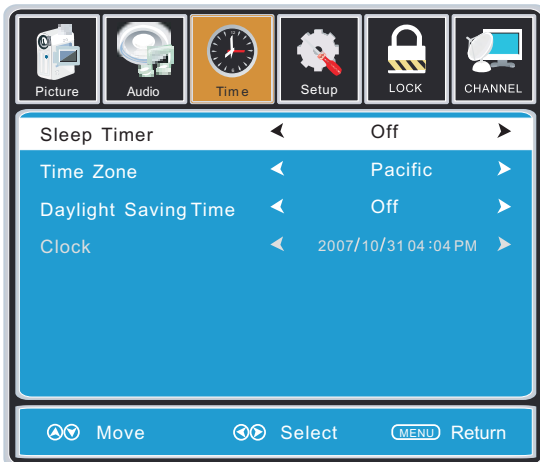 Picture Audio Time Setup LOCK CHANNEL
Sleep Timer Off
Time Zone Pacific
Daylight Saving Time Off
Clock 2007/10/31 04:04 PM
Move Select MENU Return